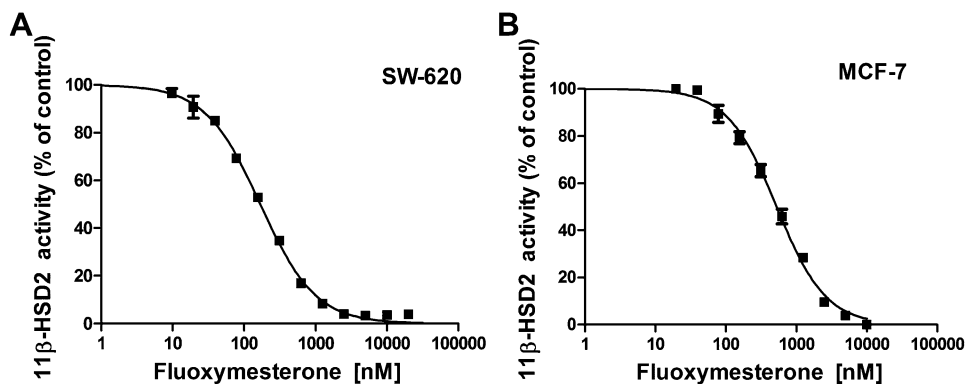 A
SW-620
11β-HSD2 activity (% of control)
100
80
60
40
20
0
1 10 100 1000 10000 100000
Fluoxymesterone [nM]
B
MCF-7
11β-HSD2 activity (% of control)
100
80
60
40
20
0
1 10 100 1000 10000 100000
Fluoxymesterone [nM]